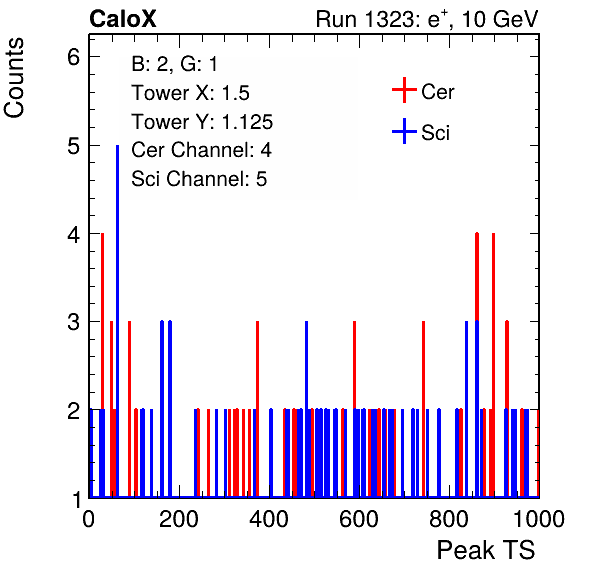 CaloX Run 1323: e⁺, 10 GeV
Counts
B: 2, G: 1
Tower X: 1.5
Tower Y: 1.125
Cer Channel: 4
Sci Channel: 5
Cer
Sci
6
5
4
3
2
1
0 200 400 600 800 1000
Peak TS